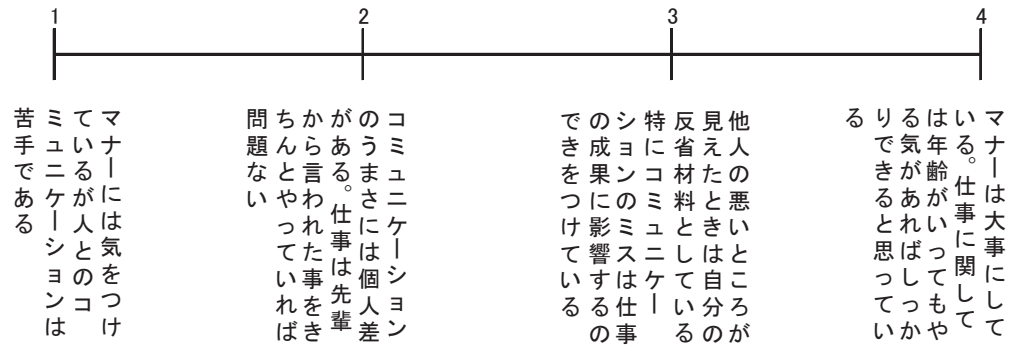 1
2
3
4
マナーには気をつけ
ているが人とのコ
ミュニケーションは
苦手である
コミュニケーション
のうまさには個人差
がある。仕事は先輩
から言われた事をき
ちんとやっていれば
問題ない
他人の悪いところが
見えたときは自分の
反省材料としている
特にコミュニケー
ションのミスは仕事
の成果に影響するの
できをつけている
マナーは大事にして
いる。仕事に関して
は年齢がいってもや
る気があればしっか
りできると思ってい
る